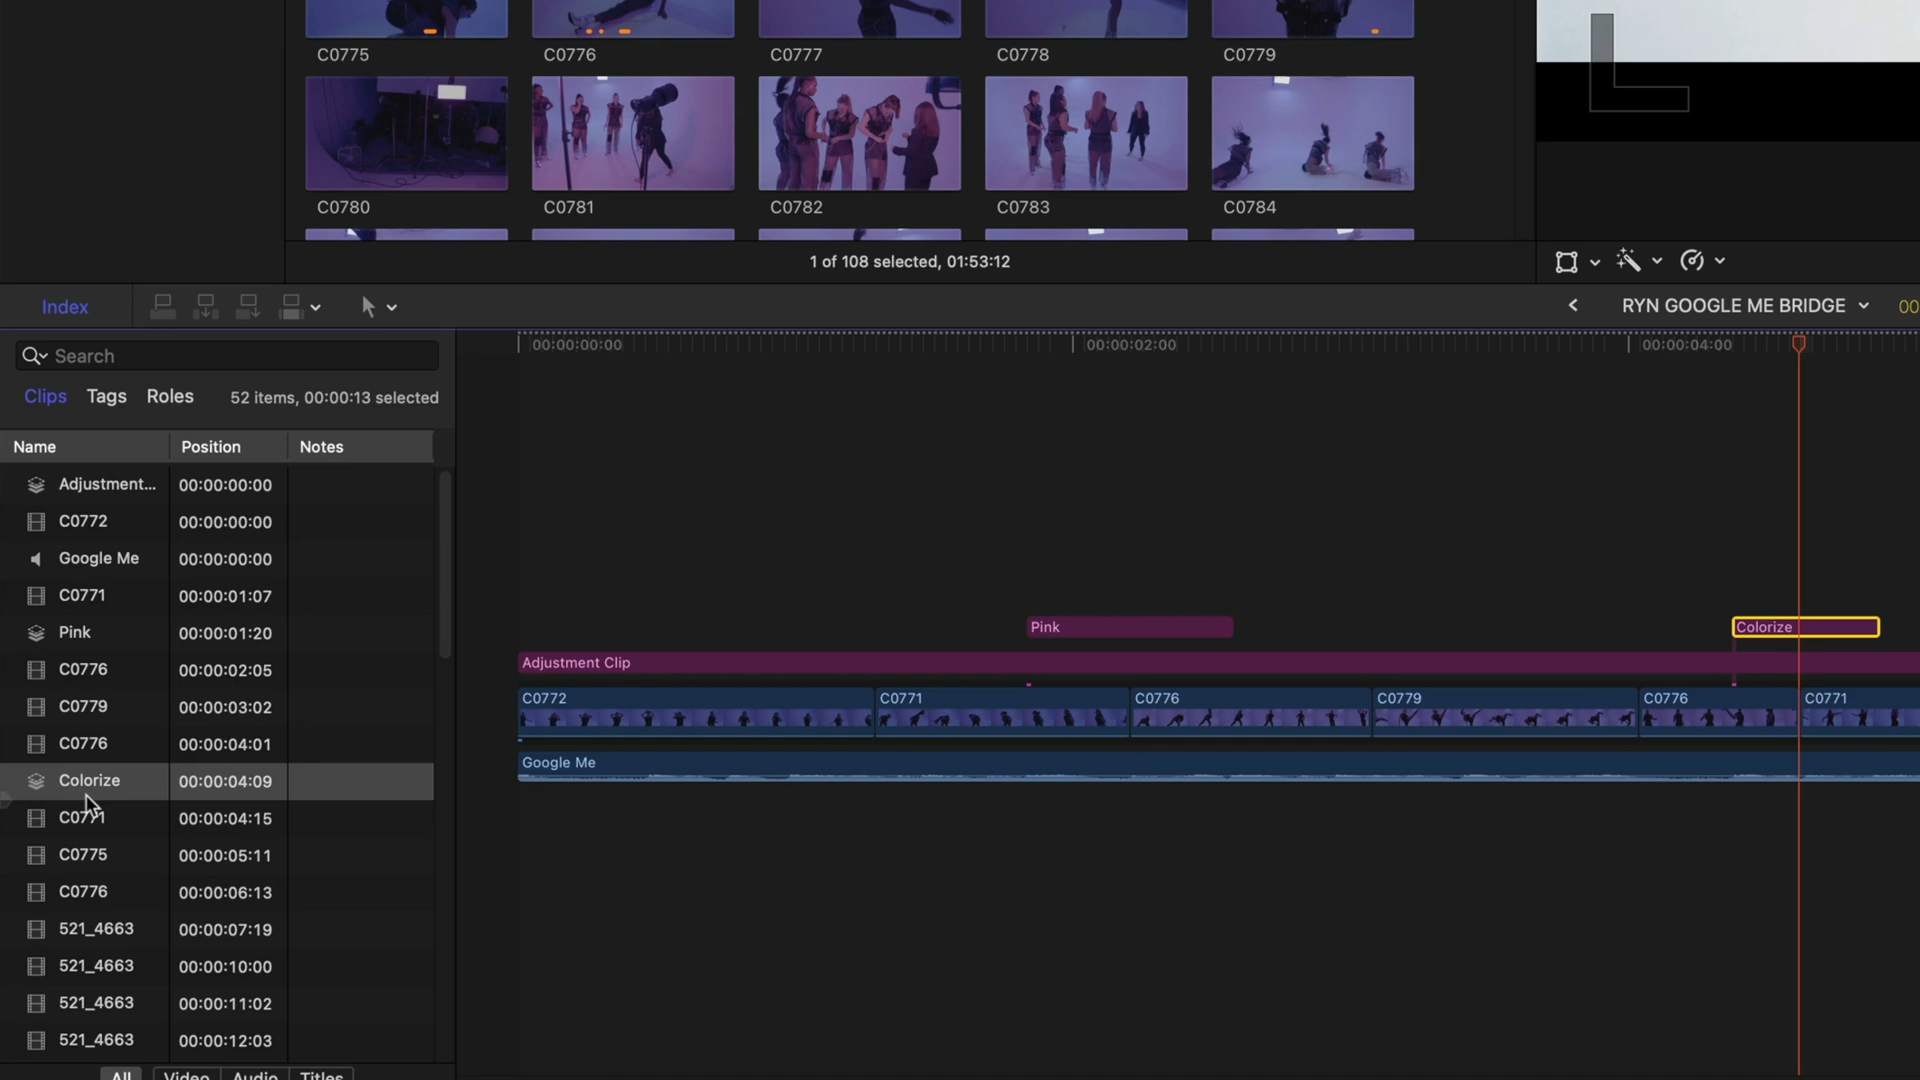 C0775 C0776 C0777 C0778 C0779
C0780 C0781 C0782 C0783 C0784
1 of 108 selected, 01:53:12
Index
RYN GOOGLE ME BRIDGE 00
Search
00:00:00:00 00:00:02:00 00:00:04:00
Clips Tags Roles 52 items, 00:00:13 selected
Name Position Notes
Adjustment... 00:00:00:00
C0772 00:00:00:00
Google Me 00:00:00:00
C0771 00:00:01:07
Pink 00:00:01:20
C0776 00:00:02:05
C0779 00:00:03:02
C0776 00:00:04:01
Colorize 00:00:04:09
C0771 00:00:04:15
C0775 00:00:05:11
C0776 00:00:06:13
521_4663 00:00:07:19
521_4663 00:00:10:00
521_4663 00:00:11:02
521_4663 00:00:12:03
All Video Audio Titles
Pink Colorize
Adjustment Clip
C0772 C0771 C0776 C0779 C0776 C0771
Google Me